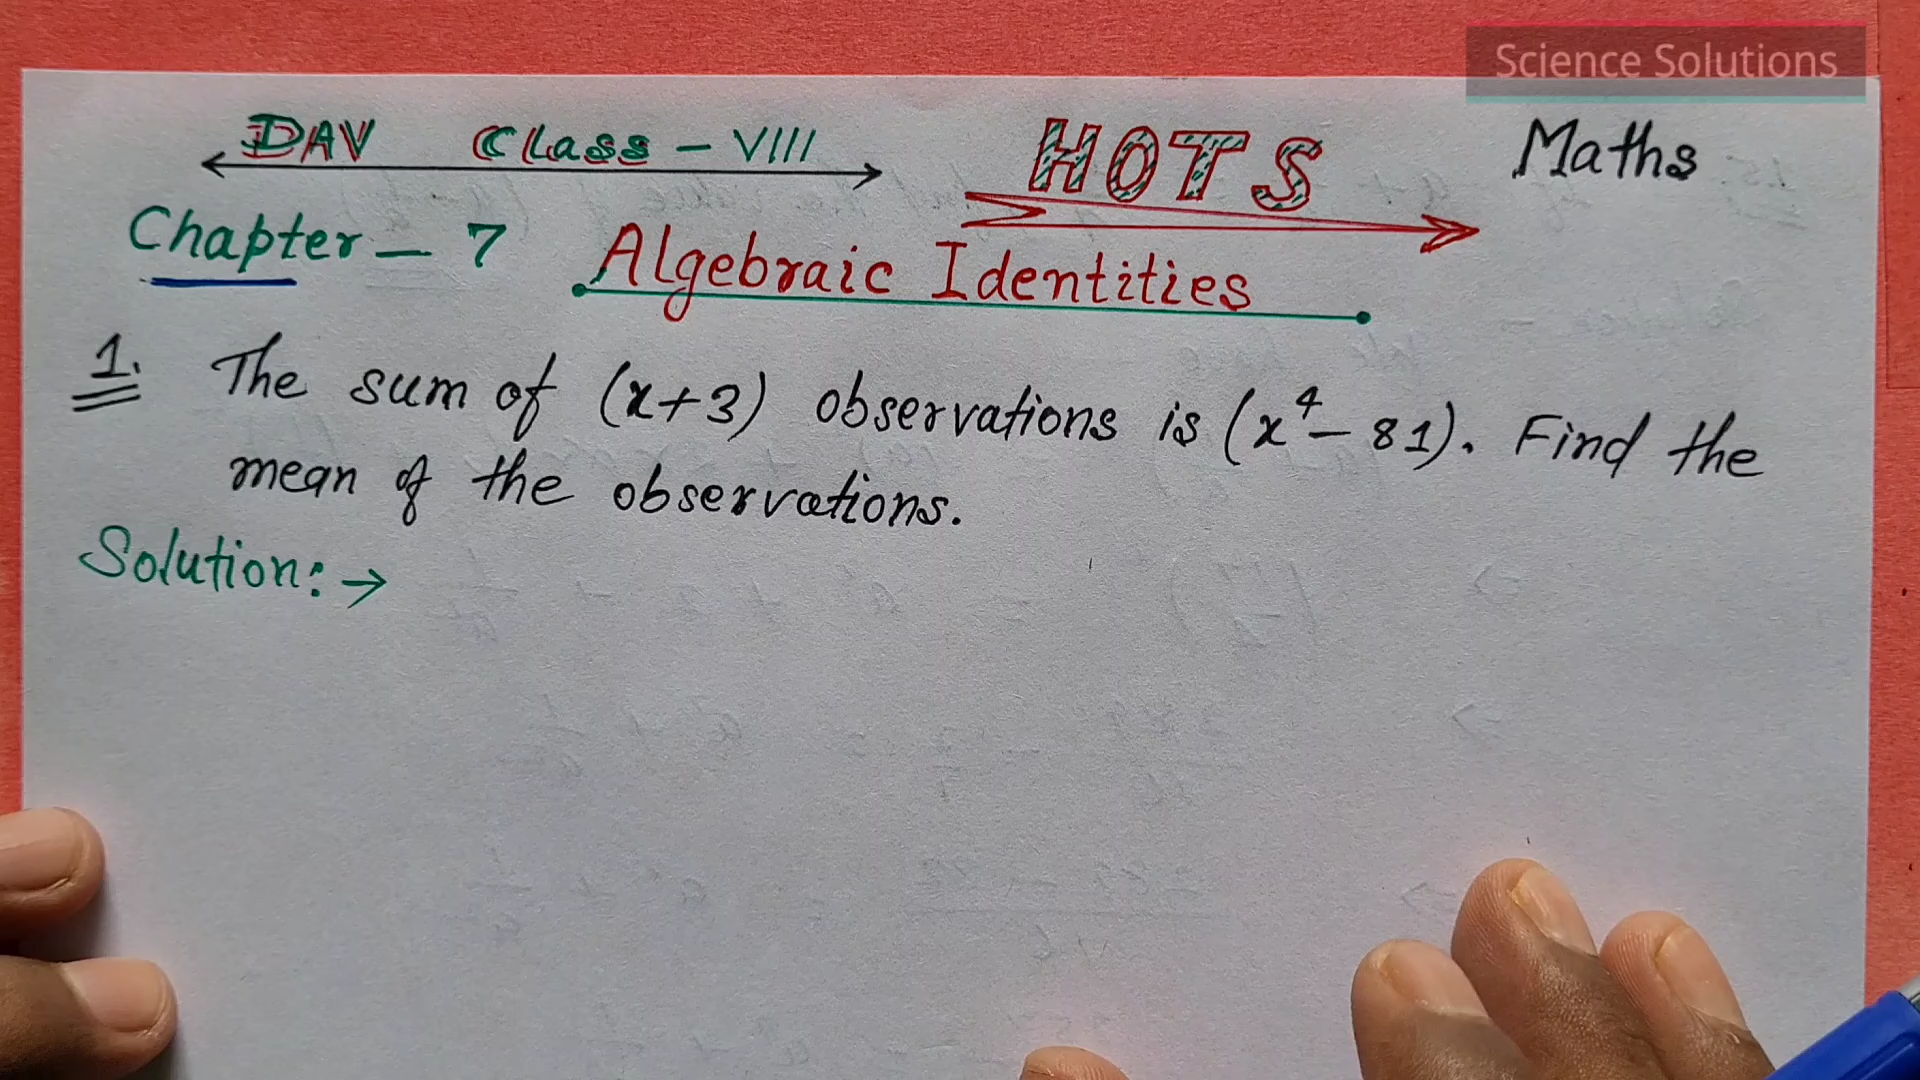 Science Solutions
DAV Class - VIII HOTS Maths
Chapter - 7 Algebraic Identities
1. The sum of (x+3) observations is (x⁴- 81). Find the
mean of the observations.
Solution:→